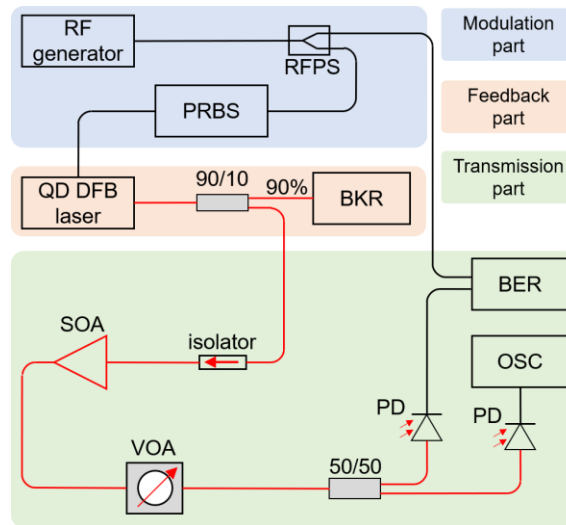 RF
generator
RFPS
PRBS
Modulation
part
QD DFB
laser
90/10
90%
BKR
Feedback
part
Transmission
part
BER
SOA
isolator
OSC
PD
PD
VOA
50/50